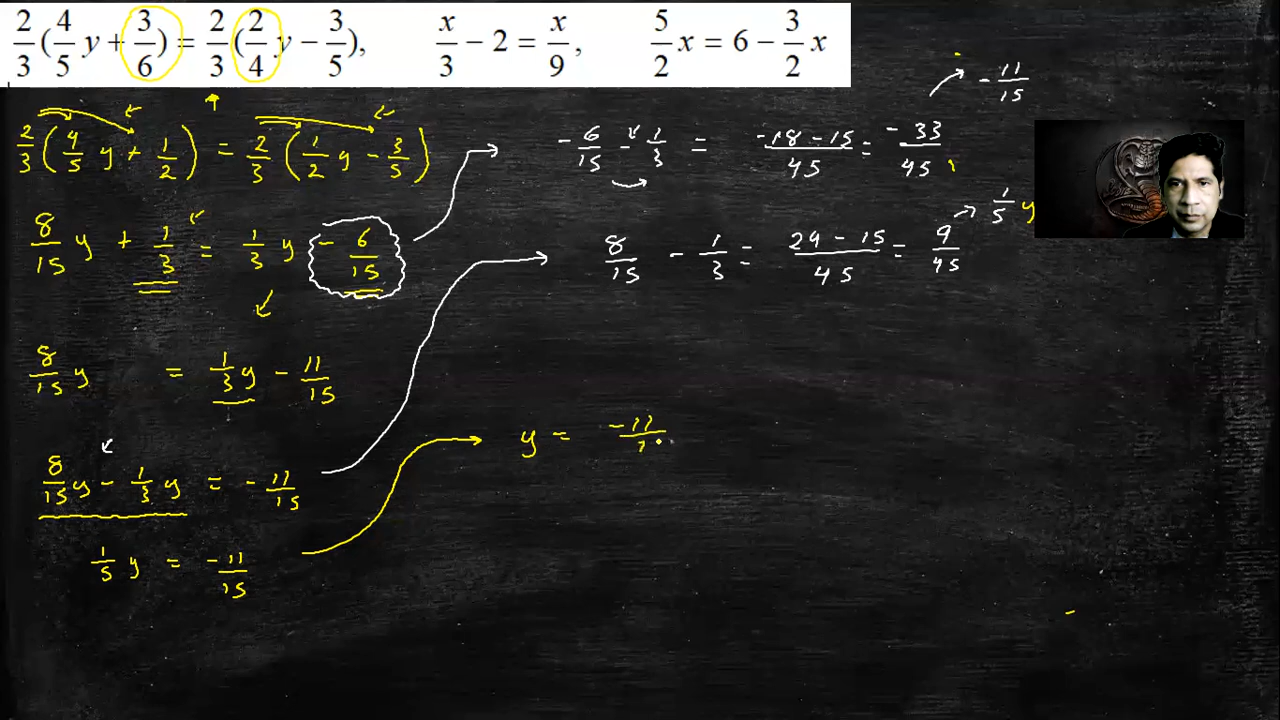 2/3(4/5 y + 3/6) = 2/3(2/4 y − 3/5), x/3 − 2 = x/9, 5/2 x = 6 − 3/2 x
2/3 (4/5 y + 1/2) = 2/3 (1/2 y − 3/5)
8/15 y + 1/3 = 1/3 y − 6/15
8/15 y = 1/3 y − 11/15
8/15 y − 1/3 y = − 11/15
1/5 y = −11/15
− 6/15 − 1/3 = −18−15/45 = −33/45
− 11/15
8/15 − 1/3 = 24−15/45 = 9/45
1/5 y
y = −11/1